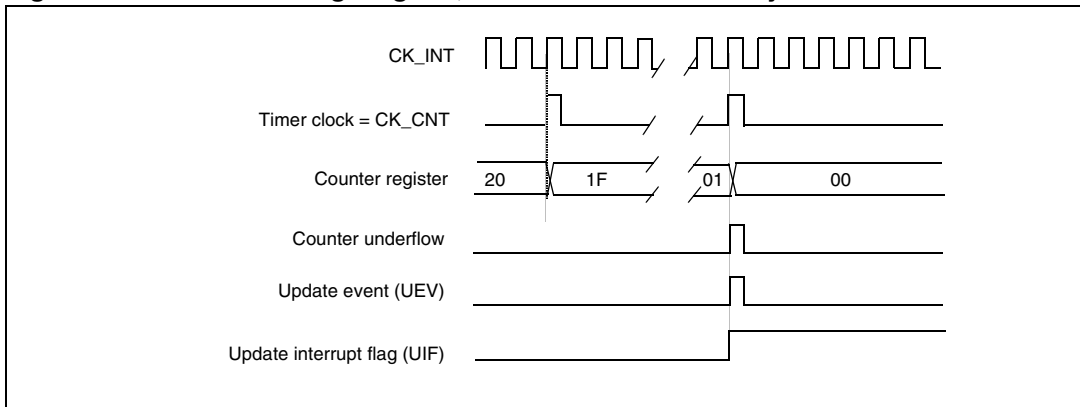 CK_INT
Timer clock = CK_CNT
Counter register 20 1F 01 00
Counter underflow
Update event (UEV)
Update interrupt flag (UIF)